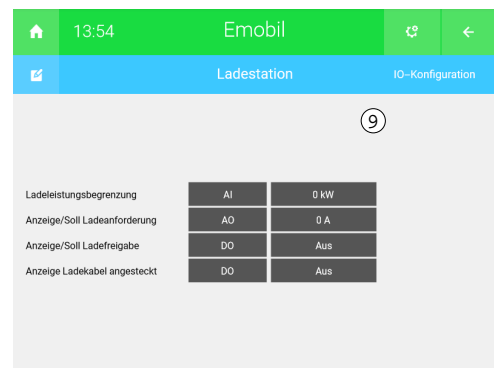 13:54 Emobil
Ladestation IO-Konfiguration
9
Ladeleistungsbegrenzung AI 0 kW
Anzeige/Soll Ladeanforderung AO 0 A
Anzeige/Soll Ladefreigabe DO Aus
Anzeige Ladekabel angesteckt DO Aus